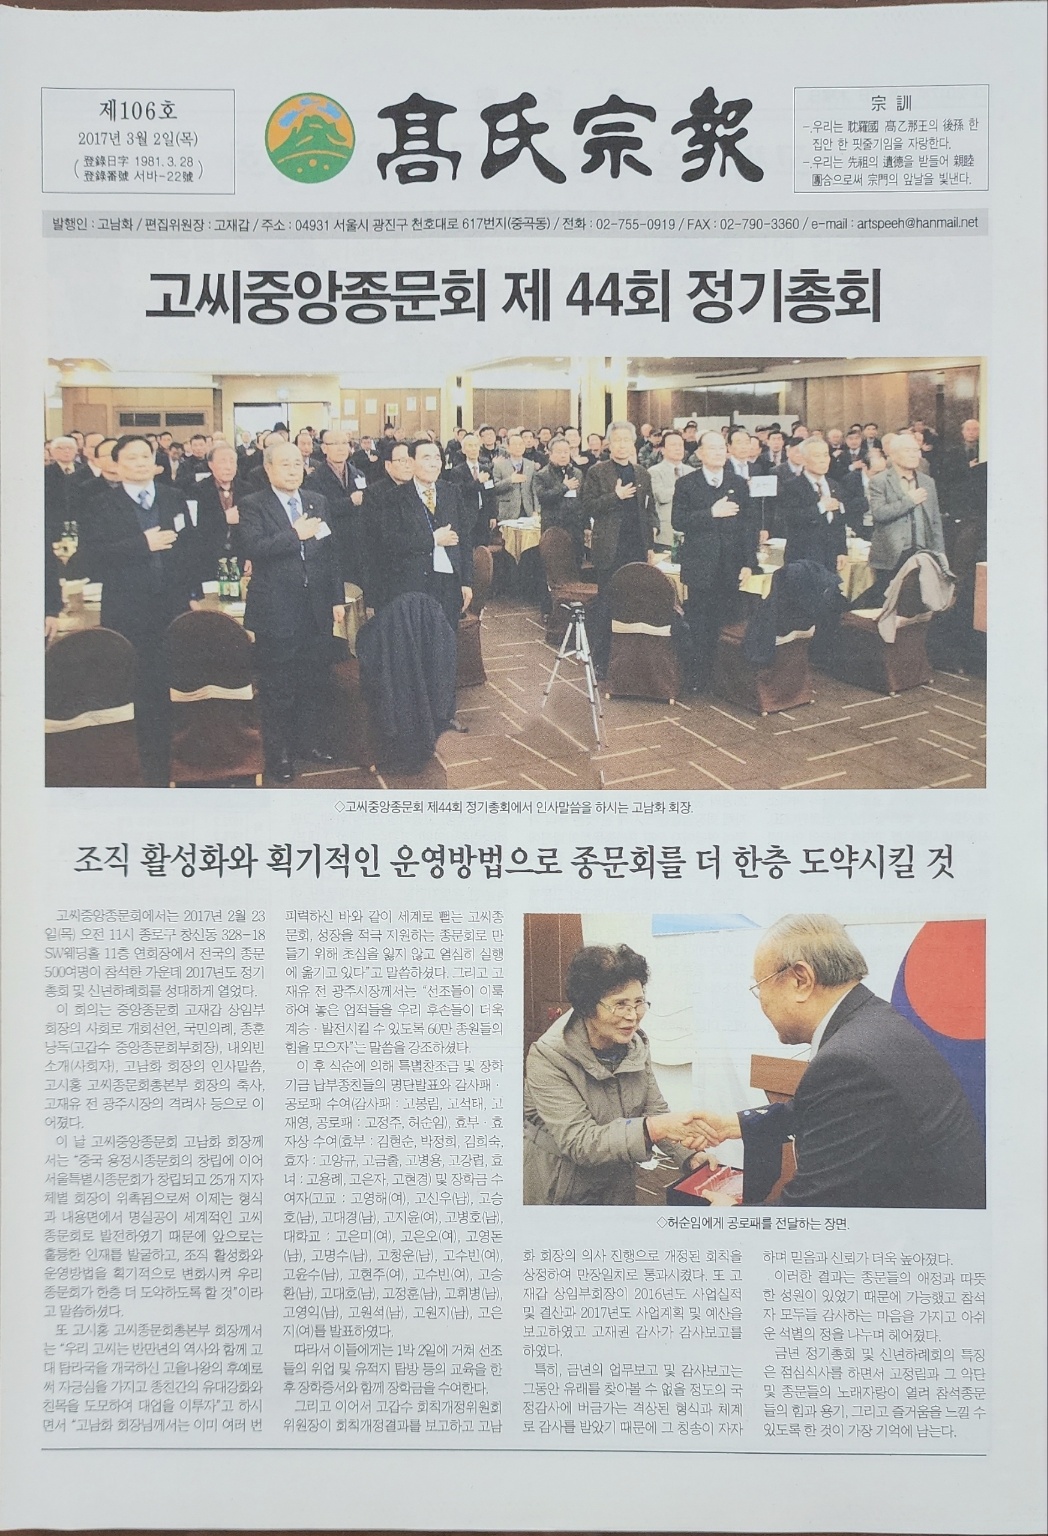 제106호
2017년 3월 2일(목)
登錄日字 1981. 3. 28
登錄番號 서바-22號
髙氏宗報
宗 訓
-.우리는 耽羅國 髙乙那王의 後孫 한
집안 한 핏줄기임을 자랑한다.
-.우리는 先祖의 遺德을 받들어 親睦
團合으로써 宗門의 앞날을 빛낸다.
발행인 : 고남화 / 편집위원장 : 고재갑 / 주소 : 04931 서울시 광진구 천호대로 617번지(중곡동) / 전화 : 02-755-0919 / FAX : 02-790-3360 / e-mail : artspeeh@hanmail.net
고씨중앙종문회 제 44회 정기총회
◇고씨중앙종문회 제44회 정기총회에서 인사말씀을 하시는 고남화 회장.
조직 활성화와 획기적인 운영방법으로 종문회를 더 한층 도약시킬 것
고씨중앙종문회에서는 2017년 2월 23
일(목) 오전 11시 종로구 창신동 328-18
SW웨딩홀 11층 연회장에서 전국의 종문
500여명이 참석한 가운데 2017년도 정기
총회 및 신년하례회를 성대하게 열었다.
이 회의는 중앙종문회 고재갑 상임부
회장의 사회로 개회선언, 국민의례, 종훈
낭독(고갑수 중앙종문회부회장), 내외빈
소개(사회자), 고남화 회장의 인사말씀,
고시홍 고씨종문회총본부 회장의 축사,
고재유 전 광주시장의 격려사 등으로 이
어졌다.
이 날 고씨중앙종문회 고남화 회장께
서는 “중국 용정시종문회의 창립에 이어
서울특별시종문회가 창립되고 25개 지자
체별 회장이 위촉됨으로써 이제는 형식
과 내용면에서 명실공이 세계적인 고씨
종문회로 발전하였기 때문에 앞으로는
훌륭한 인재를 발굴하고, 조직 활성화와
운영방법을 획기적으로 변화시켜 우리
종문회가 한층 더 도약하도록 할 것”이라
고 말씀하셨다.
또 고시홍 고씨종문회총본부 회장께서
는 “우리 고씨는 반만년의 역사와 함께 고
대 탐라국을 개국하신 고을나왕의 후예로
써 자긍심을 가지고 종친간의 유대강화와
친목을 도모하여 대업을 이루자”고 하시
면서 “고남화 회장님께서는 이미 여러 번
피력하신 바와 같이 세계로 뻗는 고씨종
문회, 성장을 적극 지원하는 종문회로 만
들기 위해 초심을 잃지 않고 열심히 실행
에 옮기고 있다”고 말씀하셨다. 그리고 고
재유 전 광주시장께서는 “선조들이 이룩
하여 놓은 업적들을 우리 후손들이 더욱
계승·발전시킬 수 있도록 60만 종원들의
힘을 모으자”는 말씀을 강조하셨다.
이 후 식순에 의해 특별찬조금 및 장학
기금 납부종친들의 명단발표와 감사패·
공로패 수여(감사패 : 고봉림, 고석태, 고
재영, 공로패 : 고정주, 허순임), 효부·효
자상 수여(효부 : 김현순, 박정희, 김희숙,
효자 : 고양규, 고금출, 고병용, 고강렵, 효
녀 : 고용례, 고은자, 고현경) 및 장학금 수
여자(고교 : 고영해(여), 고신우(남), 고승
호(남), 고대경(남), 고지윤(여), 고병호(남),
대학교 : 고은미(여), 고은오(여), 고영돈
(남), 고명수(남), 고청운(남), 고수빈(여),
고윤수(남), 고현주(여), 고수빈(여), 고승
환(남), 고대호(남), 고정훈(남), 고휘병(남),
고영익(남), 고원석(남), 고원지(남), 고은
지(여)를 발표하였다.
따라서 이들에게는 1박 2일에 거쳐 선조
들의 위업 및 유적지 탐방 등의 교육을 한
후 장학증서와 함께 장학금을 수여한다.
그리고 이어서 고갑수 회칙개정위원회
위원장이 회칙개정결과를 보고하고 고남
◇허순임에게 공로패를 전달하는 장면.
화 회장의 의사 진행으로 개정된 회칙을
상정하여 만장일치로 통과시켰다. 또 고
재갑 상임부회장이 2016년도 사업실적
및 결산과 2017년도 사업계획 및 예산을
보고하였고 고재권 감사가 감사보고를
하였다.
특히, 금년의 업무보고 및 감사보고는
그동안 유래를 찾아볼 수 없을 정도의 국
정감사에 버금가는 격상된 형식과 체계
로 감사를 받았기 때문에 그 칭송이 자자
하며 믿음과 신뢰가 더욱 높아졌다.
이러한 결과는 종문들의 애정과 따뜻
한 성원이 있었기 때문에 가능했고 참석
자 모두들 감사하는 마음을 가지고 아쉬
운 석별의 정을 나누며 헤어졌다.
금년 정기총회 및 신년하례회의 특징
은 점심식사를 하면서 고정림과 그 악단
및 종문들의 노래자랑이 열려 참석종문
들의 힘과 용기, 그리고 즐거움을 느낄 수
있도록 한 것이 가장 기억에 남는다.